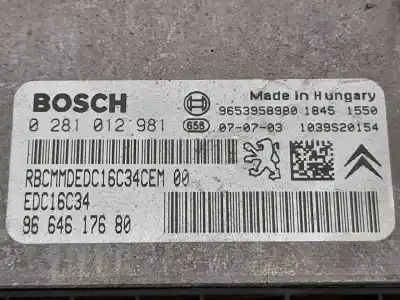 BOSCH
Made in Hungary
9653958980 1845 1550
0 281 012 981 658 07-07-03 1039S20154
RBCMMDEDC16C34CEM 00
EDC16C34
96 646 176 80